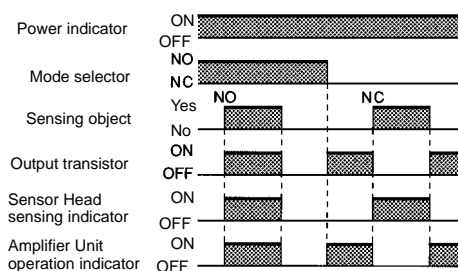 Power indicator ON
OFF
Mode selector NO
NC
NO NC
Sensing object Yes
No
Output transistor ON
OFF
Sensor Head
sensing indicator ON
OFF
Amplifier Unit
operation indicator ON
OFF